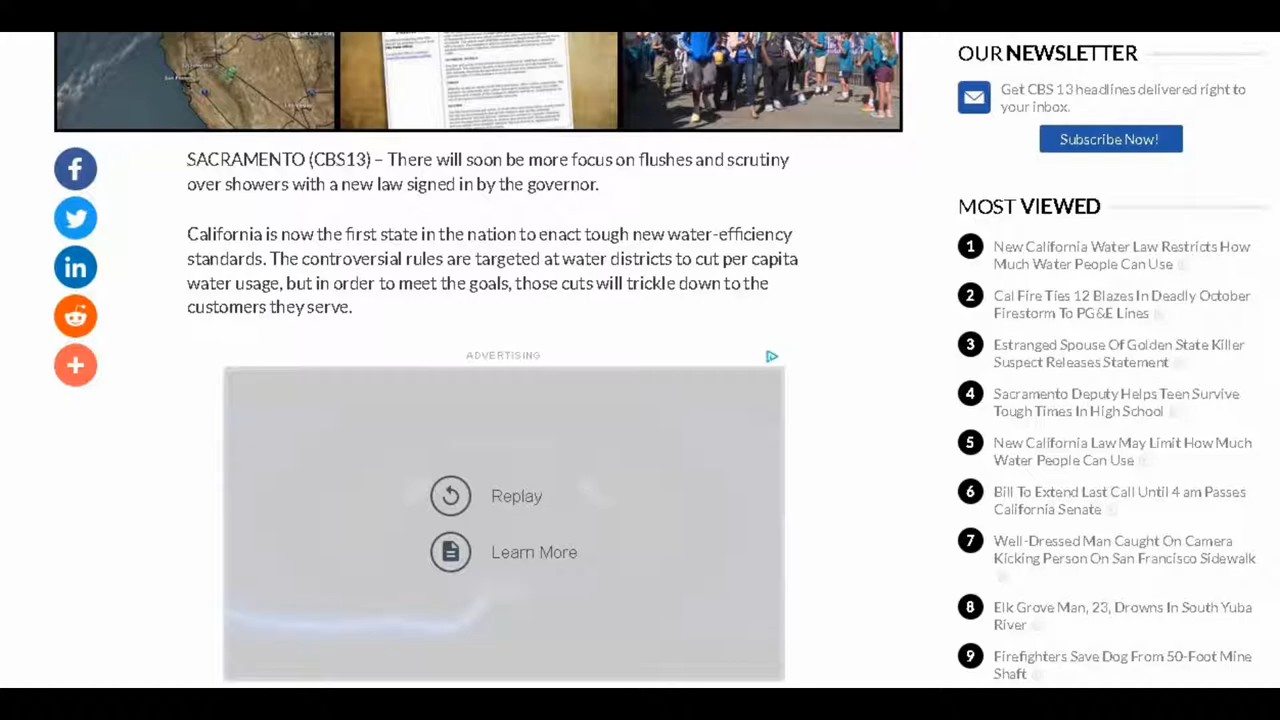 OUR NEWSLETTER
Get CBS 13 headlines delivered right to
your inbox.
Subscribe Now!
SACRAMENTO (CBS13) – There will soon be more focus on flushes and scrutiny
over showers with a new law signed in by the governor.
California is now the first state in the nation to enact tough new water-efficiency
standards. The controversial rules are targeted at water districts to cut per capita
water usage, but in order to meet the goals, those cuts will trickle down to the
customers they serve.
ADVERTISING
Replay
Learn More
MOST VIEWED
1 New California Water Law Restricts How
Much Water People Can Use
2 Cal Fire Ties 12 Blazes In Deadly October
Firestorm To PG&E Lines
3 Estranged Spouse Of Golden State Killer
Suspect Releases Statement
4 Sacramento Deputy Helps Teen Survive
Tough Times In High School
5 New California Law May Limit How Much
Water People Can Use
6 Bill To Extend Last Call Until 4 am Passes
California Senate
7 Well-Dressed Man Caught On Camera
Kicking Person On San Francisco Sidewalk
8 Elk Grove Man, 23, Drowns In South Yuba
River
9 Firefighters Save Dog From 50-Foot Mine
Shaft